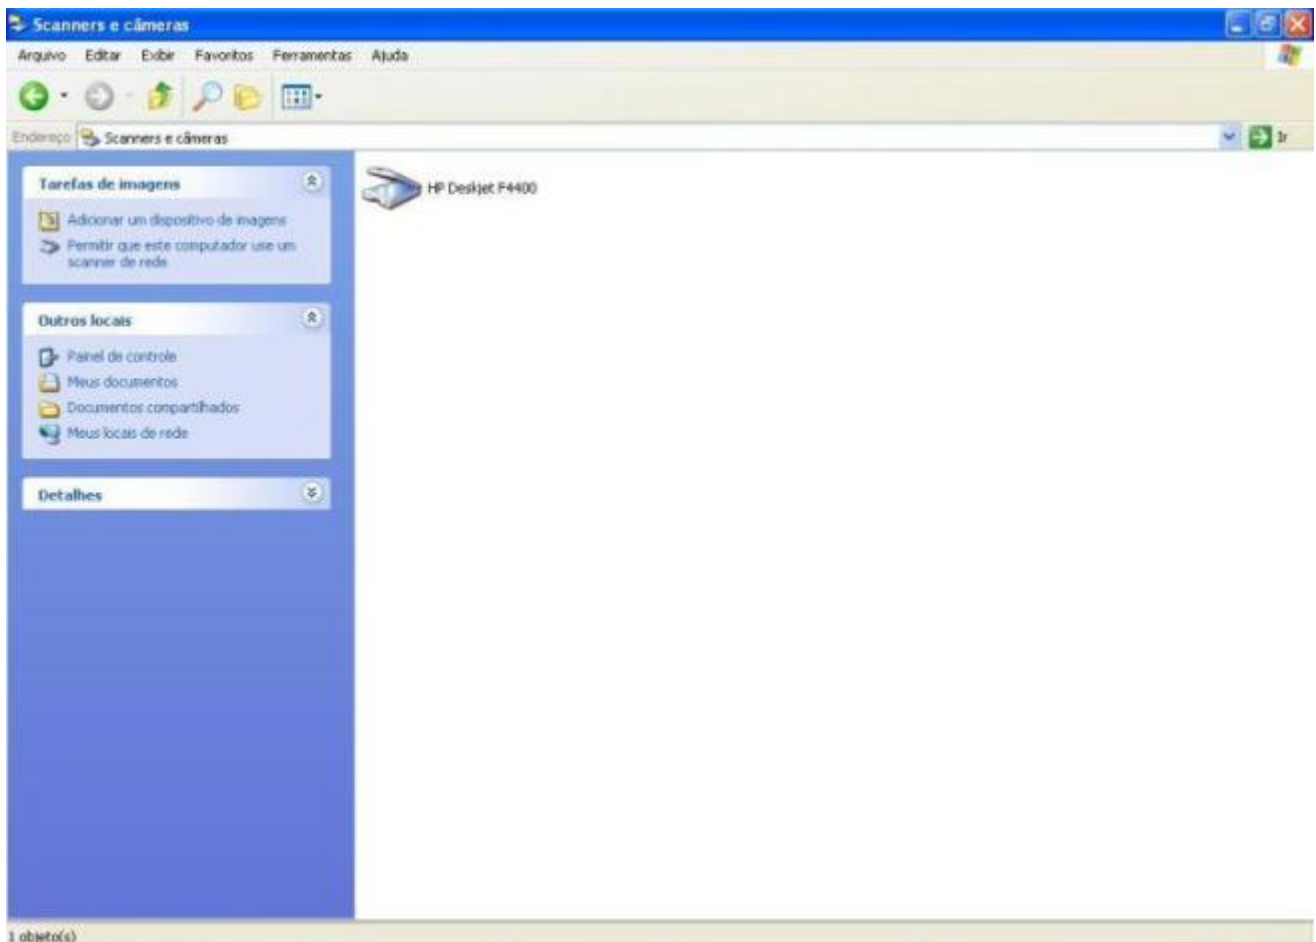 Scanners e câmeras
Arquivo Editar Exibir Favoritos Ferramentas Ajuda
Endereço Scanners e câmeras Ir
Tarefas de imagens
Adicionar um dispositivo de imagens
Permitir que este computador use um
scanner de rede
Outros locais
Painel de controle
Meus documentos
Documentos compartilhados
Meus locais de rede
Detalhes
HP Deskjet F4400
1 objeto(s)